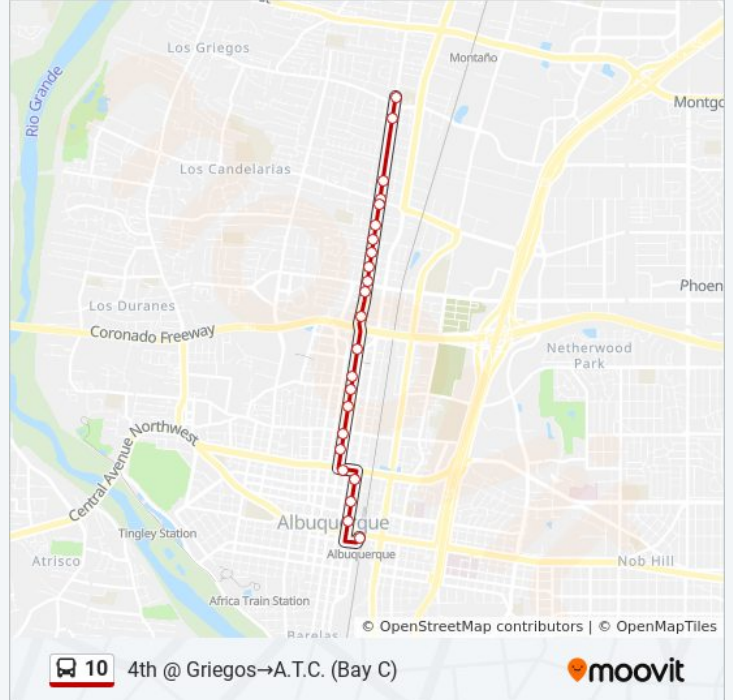 Los Griegos
Montaño
Rio Grande
Montgo
Los Candelarias
Phoen
Los Duranes
Coronado Freeway
Netherwood
Park
Central Avenue Northwest
Albuquerque
Tingley Station
Albuquerque
Atrisco
Nob Hill
Africa Train Station
Barelas
© OpenStreetMap contributors | © OpenMapTiles
10 4th @ Griegos→A.T.C. (Bay C)
moovit